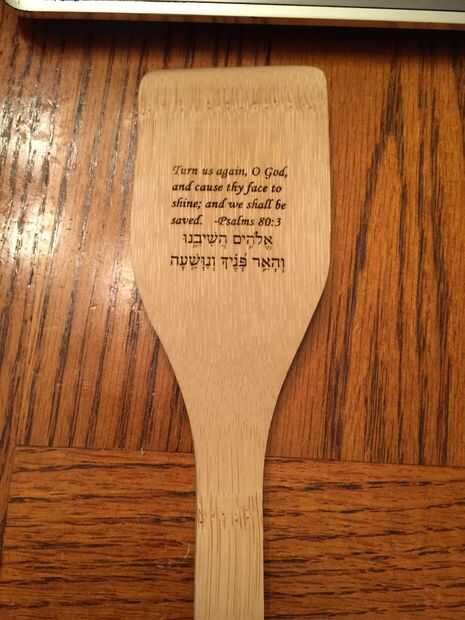 Turn us again, O God,
and cause thy face to
shine; and we shall be
saved. -Psalms 80:3
אֱלֹהִ֥ים הֲשִׁיבֵ֑נוּ
וְהָאֵ֥ר פָּ֝נֶ֗יךָ וְנִוָּשֵֽׁעָה